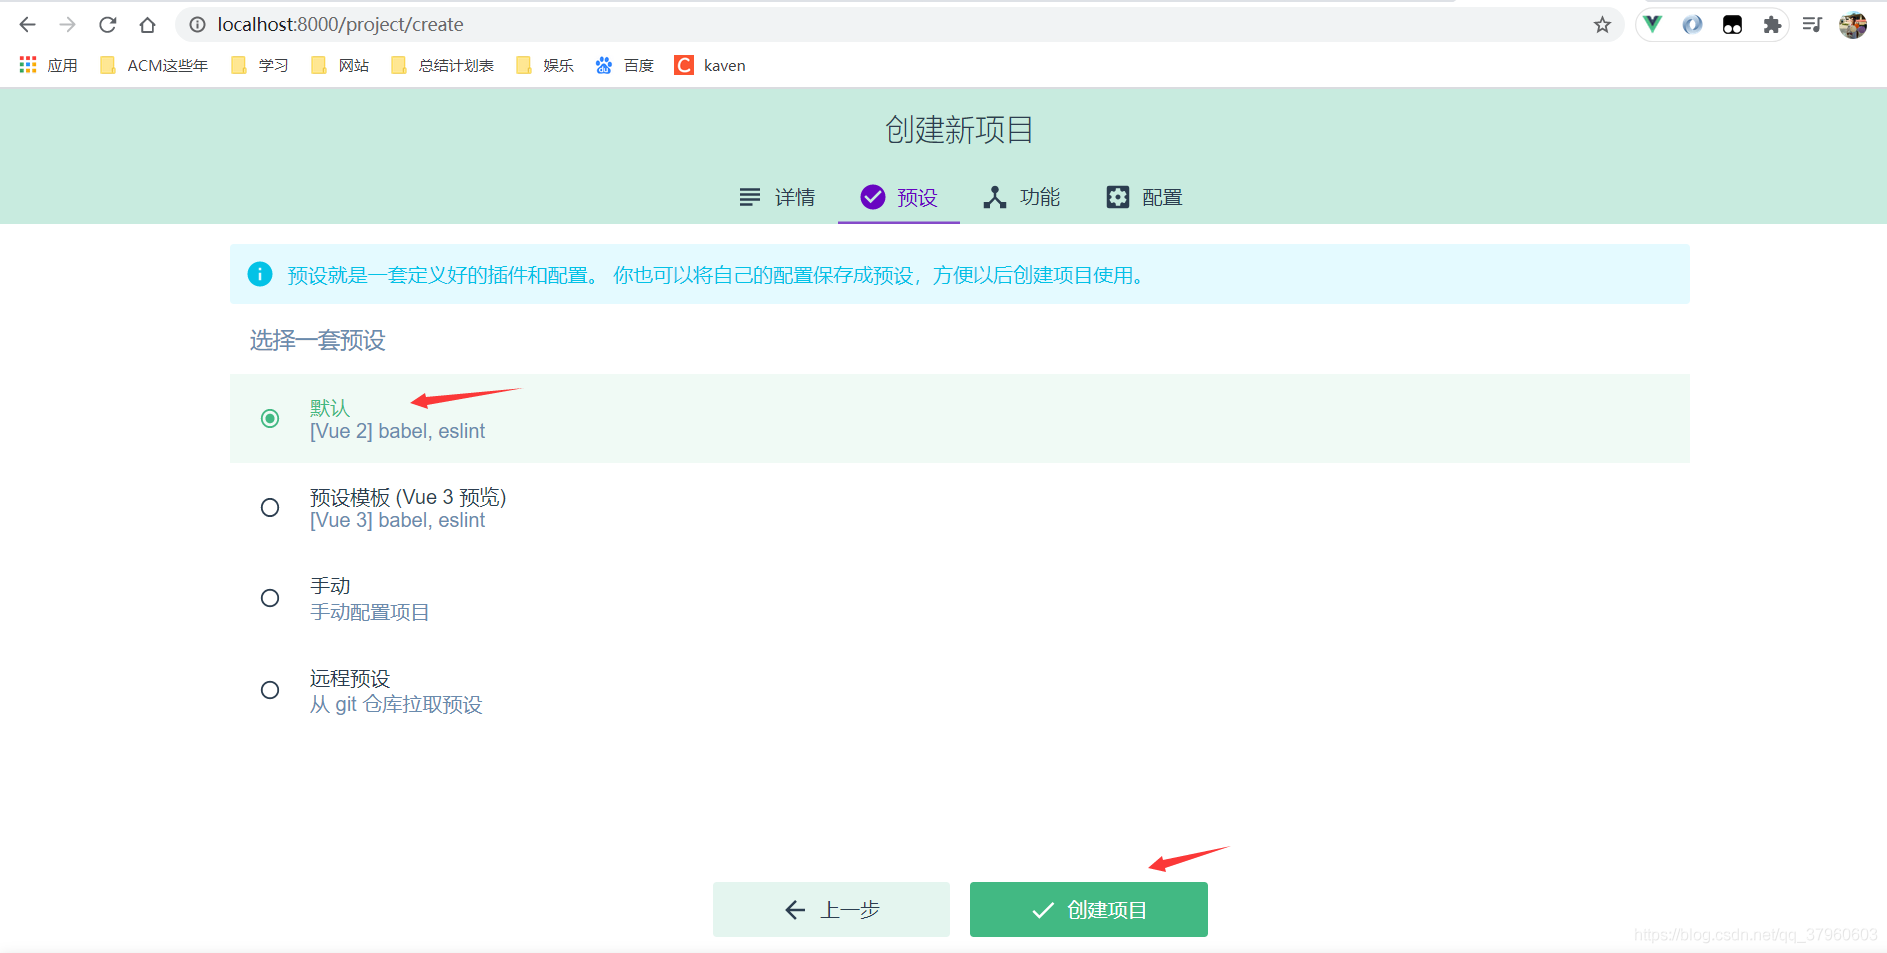 localhost:8000/project/create
应用 ACM这些年 学习 网站 总结计划表 娱乐 百度 kaven
创建新项目
详情 预设 功能 配置
预设就是一套定义好的插件和配置。 你也可以将自己的配置保存成预设，方便以后创建项目使用。
选择一套预设
默认
[Vue 2] babel, eslint
预设模板 (Vue 3 预览)
[Vue 3] babel, eslint
手动
手动配置项目
远程预设
从 git 仓库拉取预设
上一步 创建项目
https://blog.csdn.net/qq_37960603